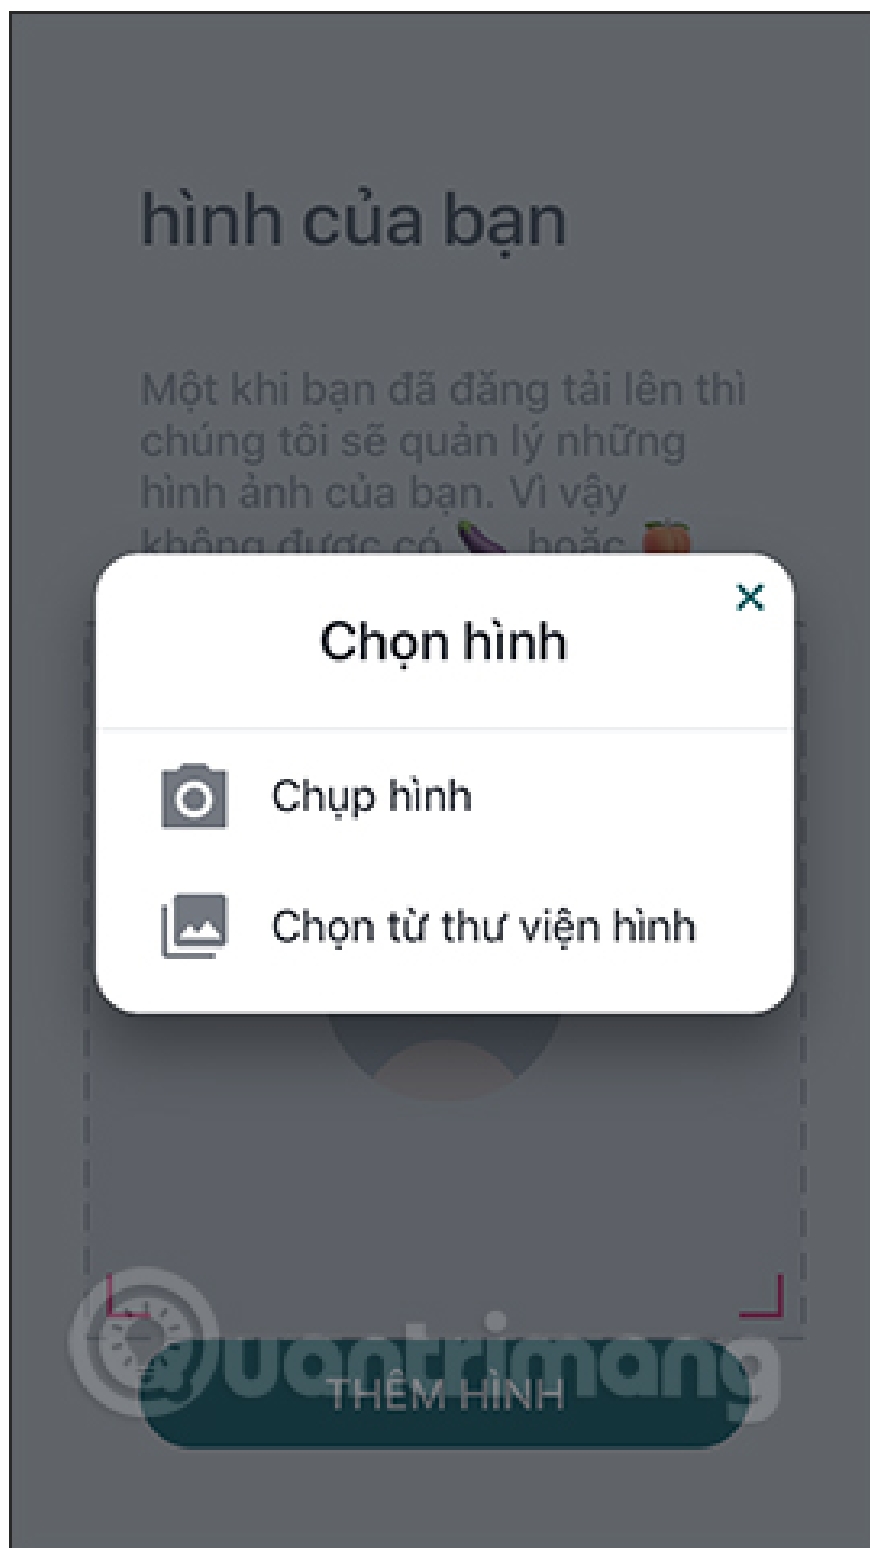 hình của bạn
Một khi bạn đã đăng tải lên thì
chúng tôi sẽ quản lý những
hình ảnh của bạn. Vì vậy
không được có 🍆 hoặc 🍑
Chọn hình
Chụp hình
Chọn từ thư viện hình
Quantrimang
THÊM HÌNH